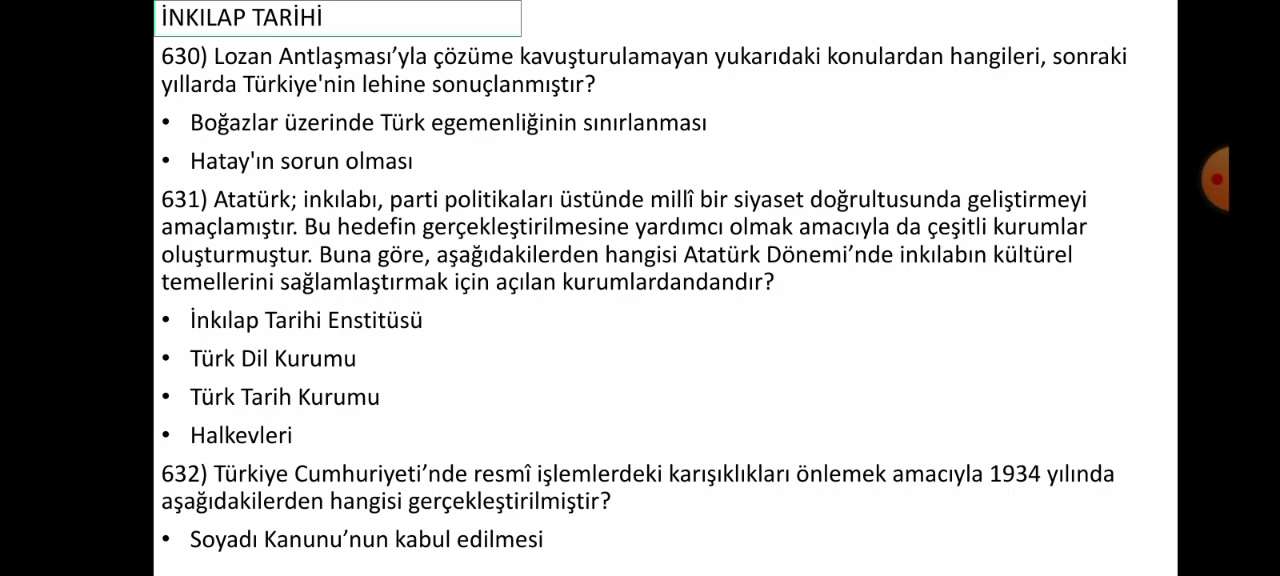 İNKILAP TARİHİ
630) Lozan Antlaşması’yla çözüme kavuşturulamayan yukarıdaki konulardan hangileri, sonraki
yıllarda Türkiye'nin lehine sonuçlanmıştır?
• Boğazlar üzerinde Türk egemenliğinin sınırlanması
• Hatay'ın sorun olması
631) Atatürk; inkılabı, parti politikaları üstünde millî bir siyaset doğrultusunda geliştirmeyi
amaçlamıştır. Bu hedefin gerçekleştirilmesine yardımcı olmak amacıyla da çeşitli kurumlar
oluşturmuştur. Buna göre, aşağıdakilerden hangisi Atatürk Dönemi’nde inkılabın kültürel
temellerini sağlamlaştırmak için açılan kurumlardandandır?
• İnkılap Tarihi Enstitüsü
• Türk Dil Kurumu
• Türk Tarih Kurumu
• Halkevleri
632) Türkiye Cumhuriyeti’nde resmî işlemlerdeki karışıklıkları önlemek amacıyla 1934 yılında
aşağıdakilerden hangisi gerçekleştirilmiştir?
• Soyadı Kanunu’nun kabul edilmesi